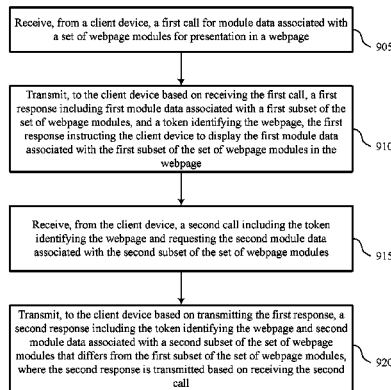 Receive, from a client device, a first call for module data associated with
a set of webpage modules for presentation in a webpage
905
Transmit, to the client device based on receiving the first call, a first
response including first module data associated with a first subset of the
set of webpage modules, and a token identifying the webpage, the first
response instructing the client device to display the first module data
associated with the first subset of the set of webpage modules in the
webpage
910
Receive, from the client device, a second call including the token
identifying the webpage and requesting the second module data
associated with the second subset of the set of webpage modules
915
Transmit, to the client device based on transmitting the first response, a
second response including the token identifying the webpage and second
module data associated with a second subset of the set of webpage
modules that differs from the first subset of the set of webpage modules,
where the second response is transmitted based on receiving the second
call
920